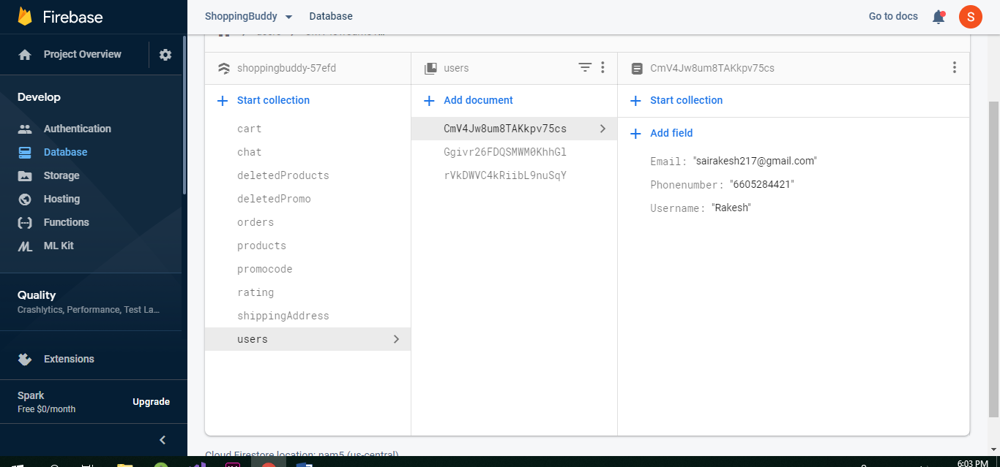 Firebase
ShoppingBuddy Database Go to docs S
Project Overview
shoppingbuddy-57efd users CmV4Jw8um8TAKkpv75cs
Develop
Start collection Add document Start collection
Authentication
cart CmV4Jw8um8TAKkpv75cs Add field
Database
chat Ggivr26FDQSMWM0KhhGl Email: "sairakesh217@gmail.com"
Storage
deletedProducts rVkDWVC4kRiibL9nuSqY Phonenumber: "6605284421"
Hosting
deletedPromo Username: "Rakesh"
Functions
orders
ML Kit
products
promocode
Quality
rating
Crashlytics, Performance, Test La...
shippingAddress
users
Extensions
Spark
Free $0/month Upgrade
Cloud Firestore location: nam5 (us-central)
6:03 PM